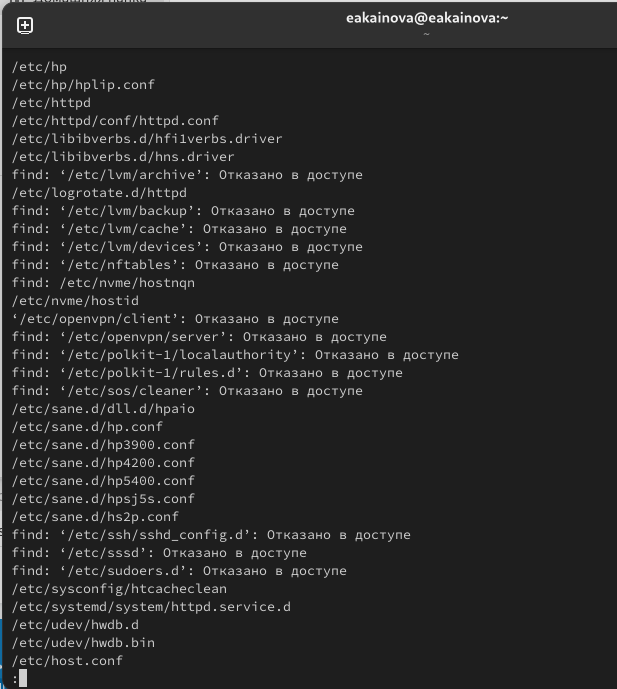 eakainova@eakainova:~
~
/etc/hp
/etc/hp/hplip.conf
/etc/httpd
/etc/httpd/conf/httpd.conf
/etc/libibverbs.d/hfi1verbs.driver
/etc/libibverbs.d/hns.driver
find: ‘/etc/lvm/archive’: Отказано в доступе
/etc/logrotate.d/httpd
find: ‘/etc/lvm/backup’: Отказано в доступе
find: ‘/etc/lvm/cache’: Отказано в доступе
find: ‘/etc/lvm/devices’: Отказано в доступе
find: ‘/etc/nftables’: Отказано в доступе
find: /etc/nvme/hostnqn
/etc/nvme/hostid
‘/etc/openvpn/client’: Отказано в доступе
find: ‘/etc/openvpn/server’: Отказано в доступе
find: ‘/etc/polkit-1/localauthority’: Отказано в доступе
find: ‘/etc/polkit-1/rules.d’: Отказано в доступе
find: ‘/etc/sos/cleaner’: Отказано в доступе
/etc/sane.d/dll.d/hpaio
/etc/sane.d/hp.conf
/etc/sane.d/hp3900.conf
/etc/sane.d/hp4200.conf
/etc/sane.d/hp5400.conf
/etc/sane.d/hpsj5s.conf
/etc/sane.d/hs2p.conf
find: ‘/etc/ssh/sshd_config.d’: Отказано в доступе
find: ‘/etc/sssd’: Отказано в доступе
find: ‘/etc/sudoers.d’: Отказано в доступе
/etc/sysconfig/htcacheclean
/etc/systemd/system/httpd.service.d
/etc/udev/hwdb.d
/etc/udev/hwdb.bin
/etc/host.conf
: